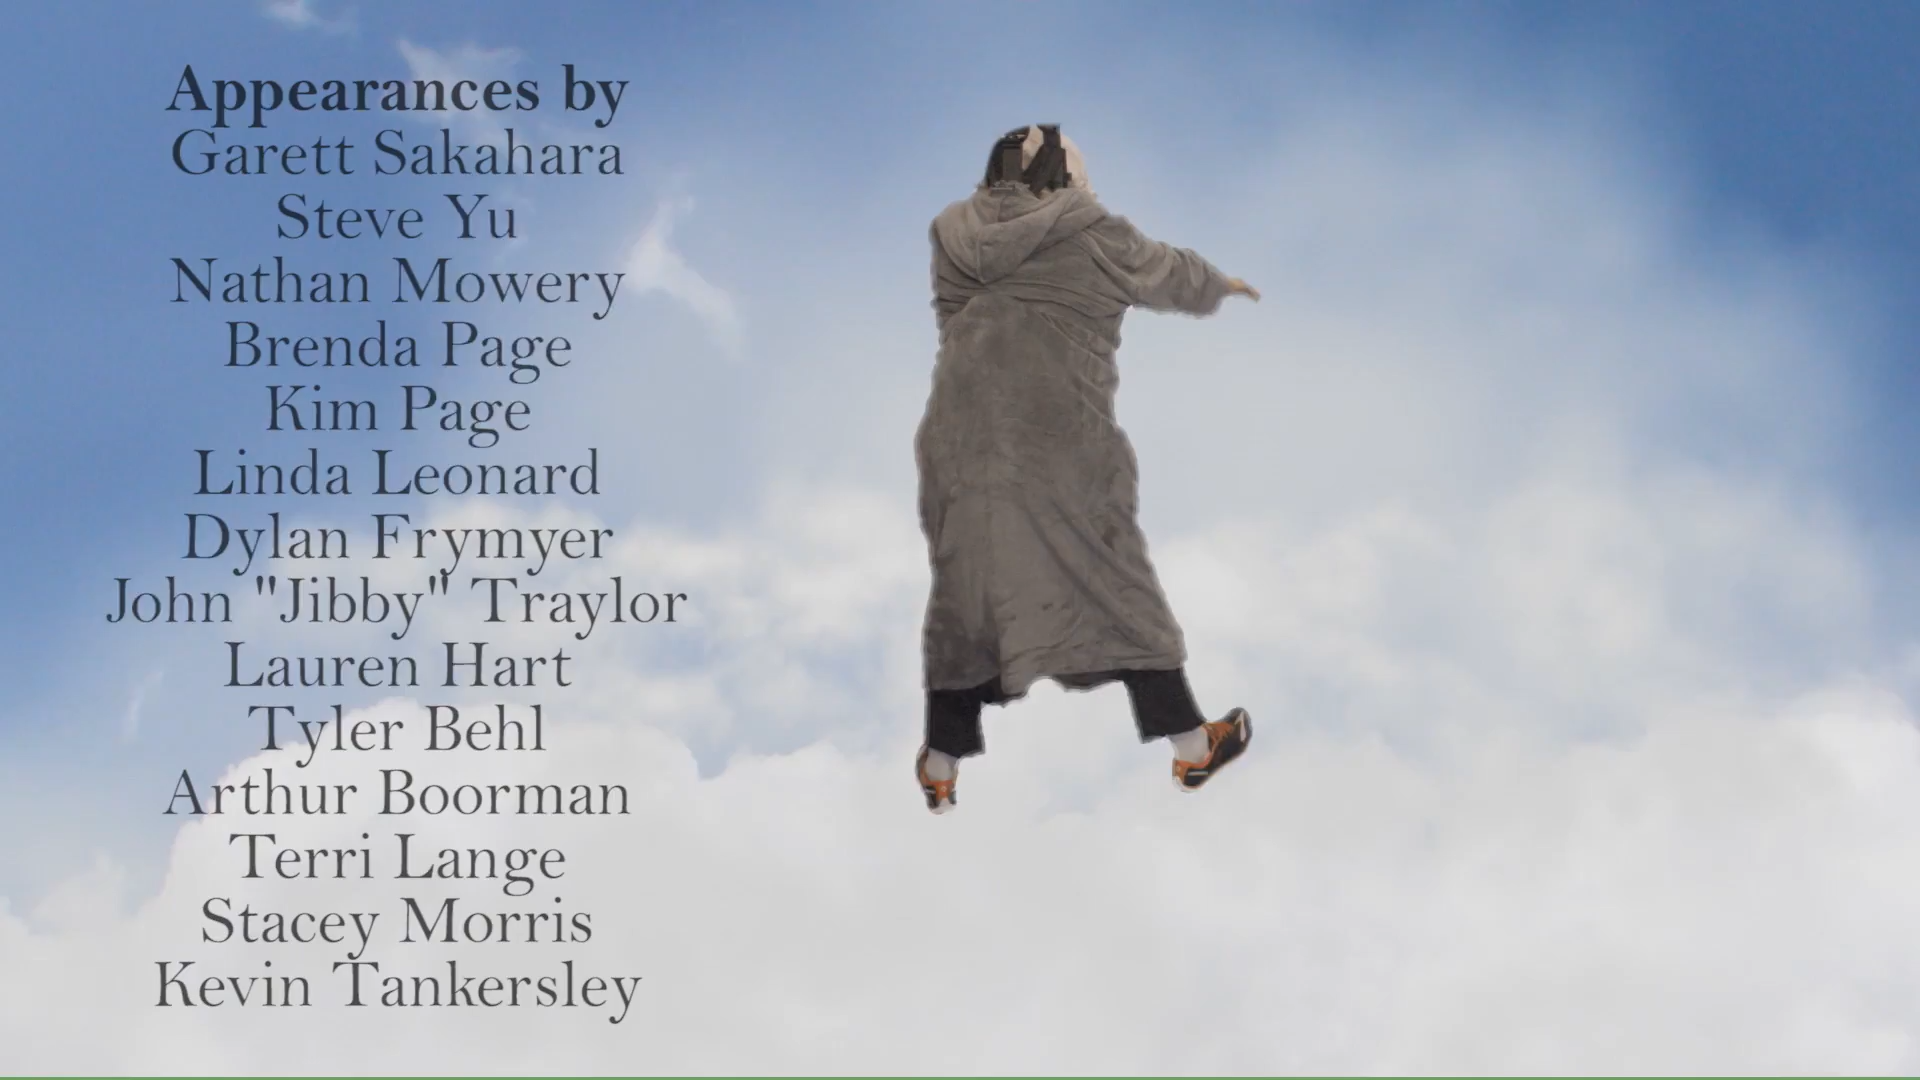 Appearances by
Garett Sakahara
Steve Yu
Nathan Mowery
Brenda Page
Kim Page
Linda Leonard
Dylan Frymyer
John "Jibby" Traylor
Lauren Hart
Tyler Behl
Arthur Boorman
Terri Lange
Stacey Morris
Kevin Tankersley